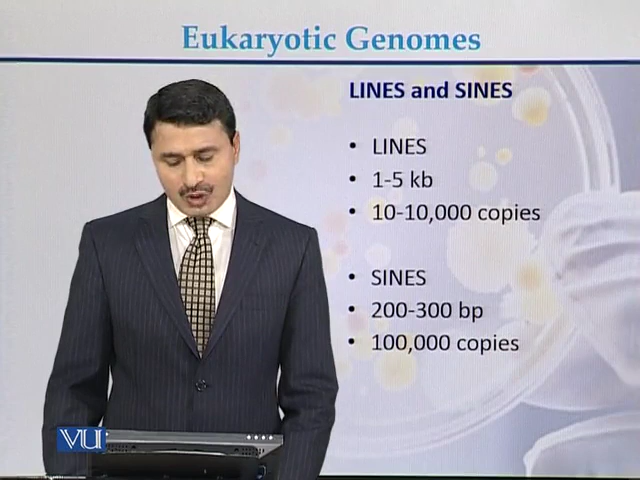 Eukaryotic Genomes
LINES and SINES
• LINES
• 1-5 kb
• 10-10,000 copies
• SINES
• 200-300 bp
• 100,000 copies
VU